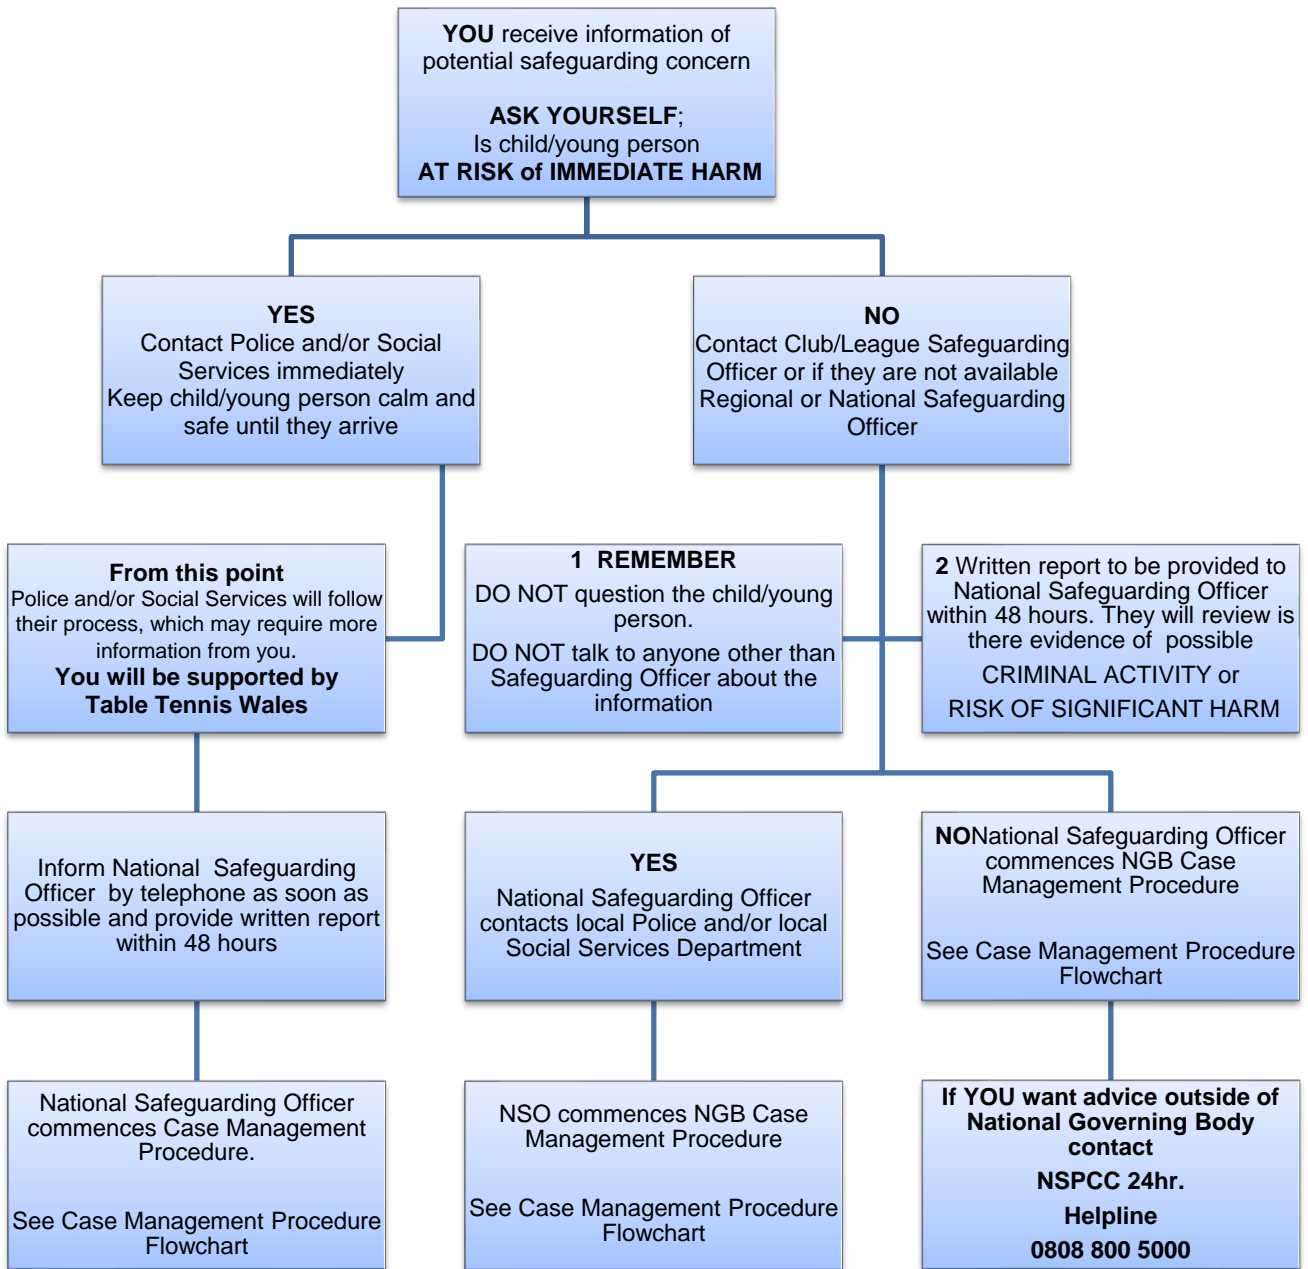 YOU receive information of
potential safeguarding concern
ASK YOURSELF;
Is child/young person
AT RISK of IMMEDIATE HARM
YES
Contact Police and/or Social
Services immediately
Keep child/young person calm and
safe until they arrive
NO
Contact Club/League Safeguarding
Officer or if they are not available
Regional or National Safeguarding
Officer
From this point
Police and/or Social Services will follow
their process, which may require more
information from you.
You will be supported by
Table Tennis Wales
1 REMEMBER
DO NOT question the child/young
person.
DO NOT talk to anyone other than
Safeguarding Officer about the
information
2 Written report to be provided to
National Safeguarding Officer
within 48 hours. They will review is
there evidence of possible
CRIMINAL ACTIVITY or
RISK OF SIGNIFICANT HARM
Inform National Safeguarding
Officer by telephone as soon as
possible and provide written report
within 48 hours
YES
National Safeguarding Officer
contacts local Police and/or local
Social Services Department
NONational Safeguarding Officer
commences NGB Case
Management Procedure
See Case Management Procedure
Flowchart
National Safeguarding Officer
commences Case Management
Procedure.
See Case Management Procedure
Flowchart
NSO commences NGB Case
Management Procedure
See Case Management Procedure
Flowchart
If YOU want advice outside of
National Governing Body
contact
NSPCC 24hr.
Helpline
0808 800 5000